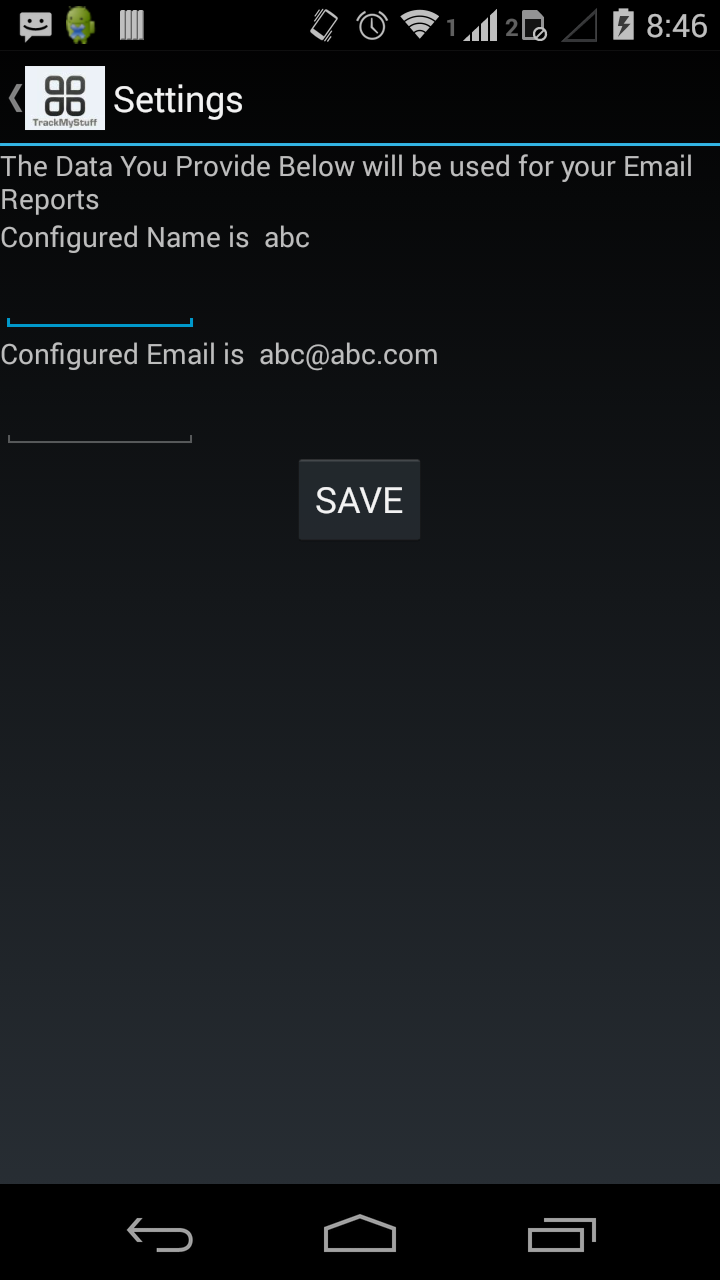 1 2 8:46
TrackMyStuff
Settings
The Data You Provide Below will be used for your Email
Reports
Configured Name is abc
Configured Email is abc@abc.com
SAVE